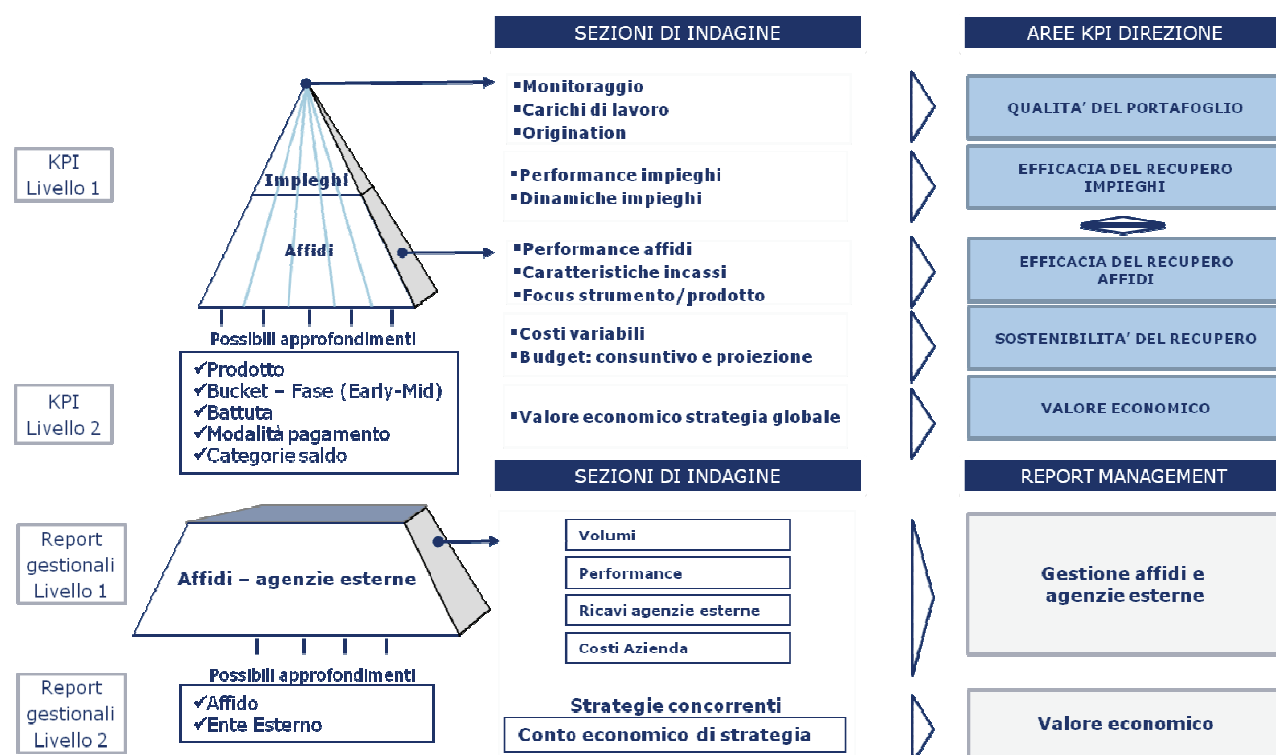 SEZIONI DI INDAGINE
AREE KPI DIREZIONE
KPI
Livello 1
Impieghi
Affidi
Possibili approfondimenti
✓Prodotto
✓Bucket – Fase (Early-Mid)
✓Battuta
✓Modalità pagamento
✓Categorie saldo
KPI
Livello 2
▪Monitoraggio
▪Carichi di lavoro
▪Origination
▪Performance impieghi
▪Dinamiche impieghi
▪Performance affidi
▪Caratteristiche incassi
▪Focus strumento/prodotto
▪Costi variabili
▪Budget: consuntivo e proiezione
▪Valore economico strategia globale
QUALITA’ DEL PORTAFOGLIO
EFFICACIA DEL RECUPERO
IMPIEGHI
EFFICACIA DEL RECUPERO
AFFIDI
SOSTENIBILITA’ DEL RECUPERO
VALORE ECONOMICO
SEZIONI DI INDAGINE
REPORT MANAGEMENT
Report
gestionali
Livello 1
Affidi – agenzie esterne
Possibili approfondimenti
✓Affido
✓Ente Esterno
Report
gestionali
Livello 2
Volumi
Performance
Ricavi agenzie esterne
Costi Azienda
Strategie concorrenti
Conto economico di strategia
Gestione affidi e
agenzie esterne
Valore economico